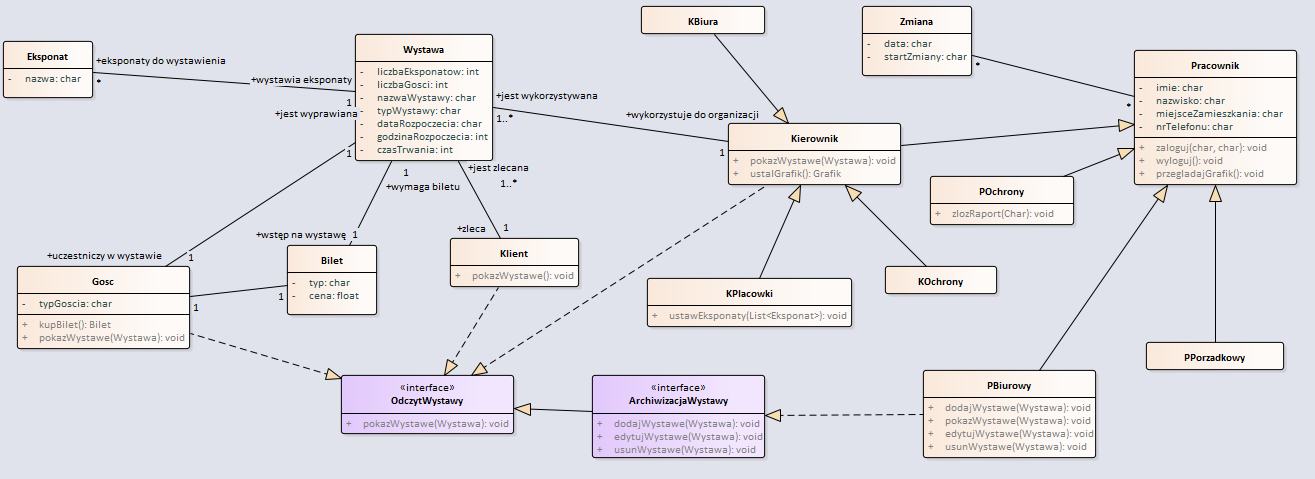 KBiura
Zmiana
- data: char
- startZmiany: char
*
Eksponat
- nazwa: char
+eksponaty do wystawienia
*
+wystawia eksponaty
1
Wystawa
- liczbaEksponatow: int
- liczbaGosci: int
- nazwaWystawy: char
- typWystawy: char
- dataRozpoczecia: char
- godzinaRozpoczecia: int
- czasTrwania: int
+jest wykorzystywana
1..*
+wykorzystuje do organizacji
1
Kierownik
+ pokazWystawe(Wystawa): void
+ ustalGrafik(): Grafik
Pracownik
- imie: char
- nazwisko: char
- miejsceZamieszkania: char
- nrTelefonu: char
+ zaloguj(char, char): void
+ wyloguj(): void
+ przegladajGrafik(): void
*
+jest wyprawiana
1
1
+wymaga biletu
+jest zlecana
1..*
POchrony
+ zlozRaport(Char): void
+wstęp na wystawę 1
+zleca
1
+uczestniczy w wystawie
1
Gosc
- typGoscia: char
+ kupBilet(): Bilet
+ pokazWystawe(Wystawa): void
1
1
Bilet
- typ: char
- cena: float
Klient
+ pokazWystawe(): void
KPlacowki
+ ustawEksponaty(List<Eksponat>): void
KOchrony
PPorzadkowy
«interface»
OdczytWystawy
+ pokazWystawe(Wystawa): void
«interface»
ArchiwizacjaWystawy
+ dodajWystawe(Wystawa): void
+ edytujWystawe(Wystawa): void
+ usunWystawe(Wystawa): void
PBiurowy
+ dodajWystawe(Wystawa): void
+ pokazWystawe(Wystawa): void
+ edytujWystawe(Wystawa): void
+ usunWystawe(Wystawa): void